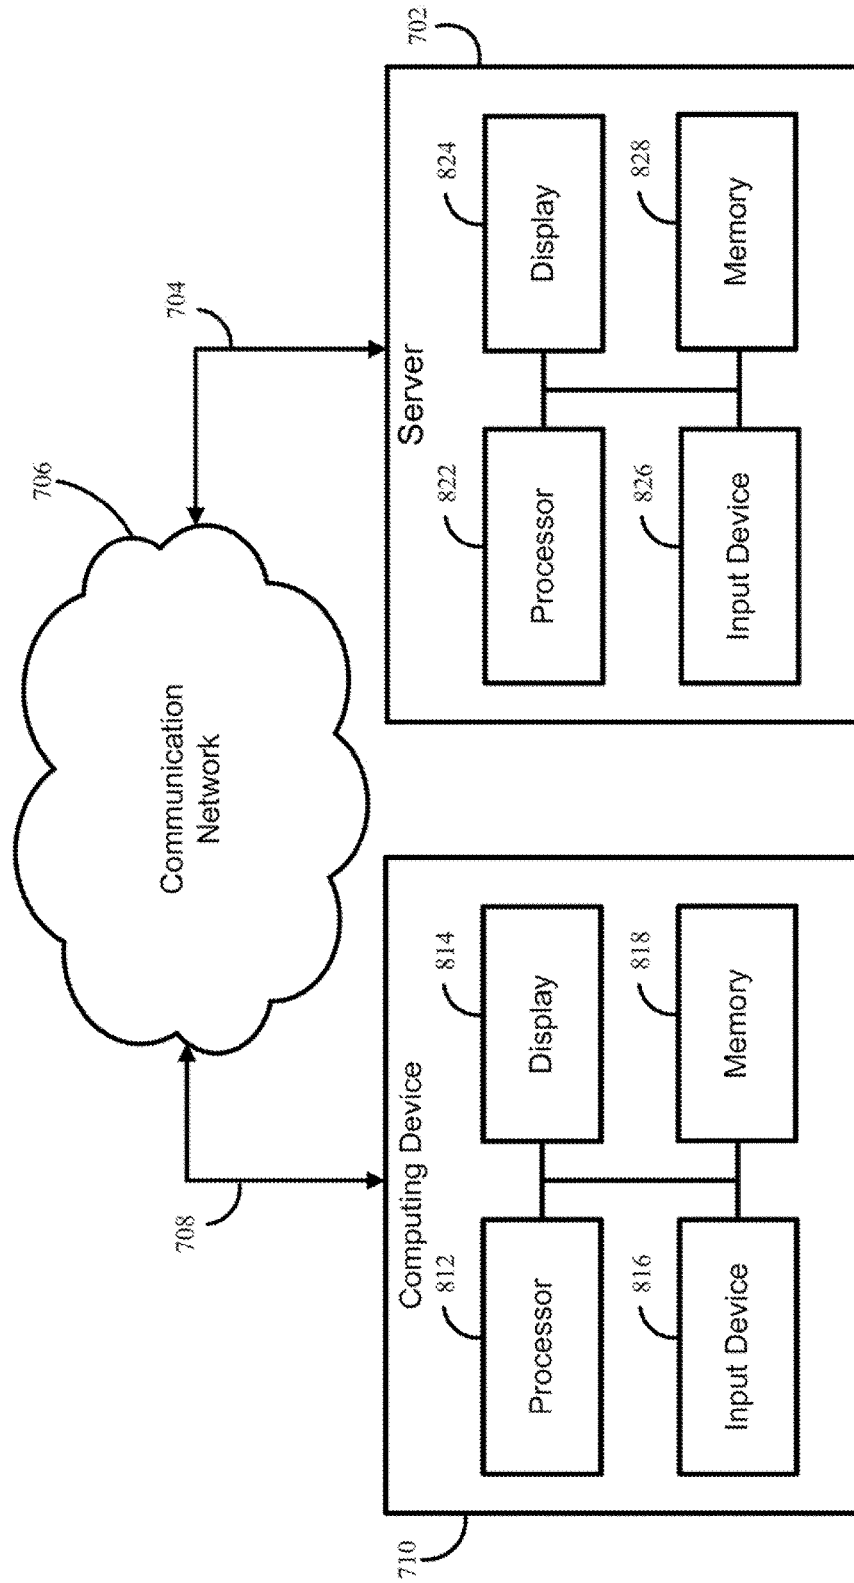 706
Communication
Network
708
704
710
Computing Device
812
Processor
814
Display
816
Input Device
818
Memory
702
Server
822
Processor
824
Display
826
Input Device
828
Memory